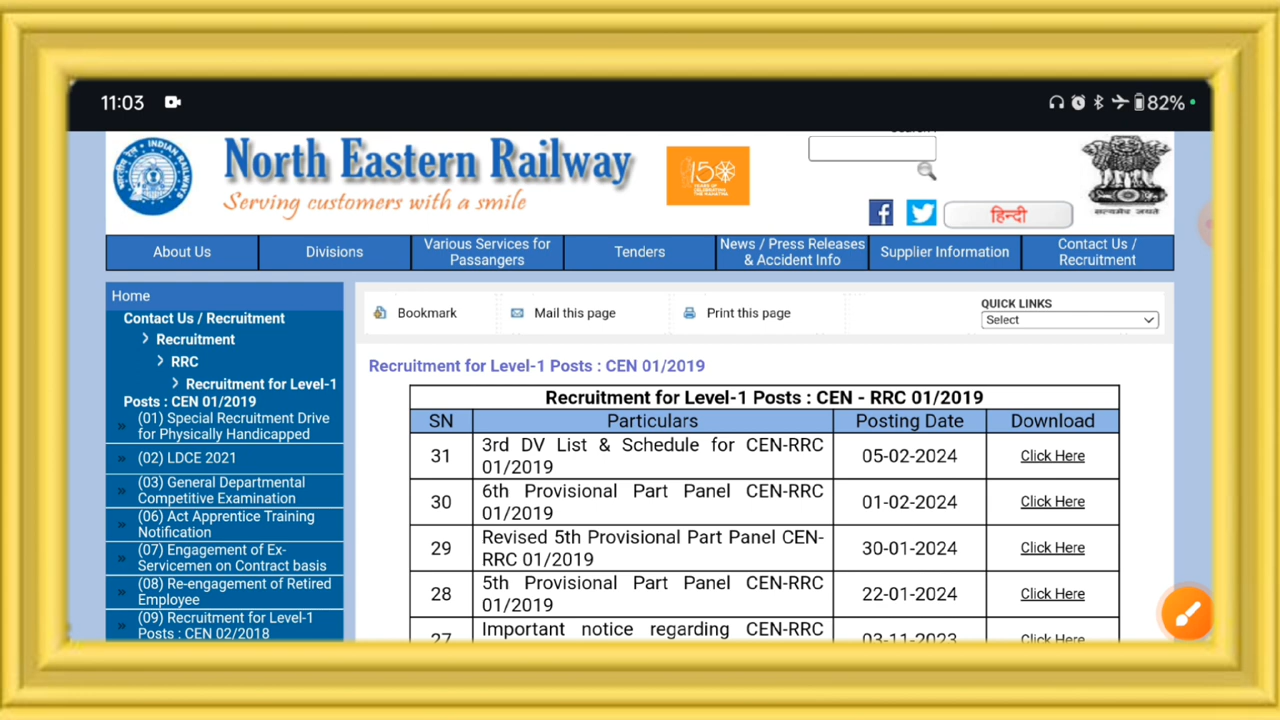 11:03
82%
North Eastern Railway
Serving customers with a smile
हिन्दी
सत्यमेव जयते
About Us
Divisions
Various Services for
Passangers
Tenders
News / Press Releases
& Accident Info
Supplier Information
Contact Us /
Recruitment
Home
Contact Us / Recruitment
Recruitment
RRC
Recruitment for Level-1
Posts : CEN 01/2019
(01) Special Recruitment Drive
for Physically Handicapped
(02) LDCE 2021
(03) General Departmental
Competitive Examination
(06) Act Apprentice Training
Notification
(07) Engagement of Ex-
Servicemen on Contract basis
(08) Re-engagement of Retired
Employee
(09) Recruitment for Level-1
Posts : CEN 02/2018
Bookmark
Mail this page
Print this page
QUICK LINKS
Select
Recruitment for Level-1 Posts : CEN 01/2019
Recruitment for Level-1 Posts : CEN - RRC 01/2019
SN Particulars Posting Date Download
31 3rd DV List & Schedule for CEN-RRC
01/2019 05-02-2024 Click Here
30 6th Provisional Part Panel CEN-RRC
01/2019 01-02-2024 Click Here
29 Revised 5th Provisional Part Panel CEN-
RRC 01/2019 30-01-2024 Click Here
28 5th Provisional Part Panel CEN-RRC
01/2019 22-01-2024 Click Here
27 Important notice regarding CEN-RRC
03-11-2023 Click Here